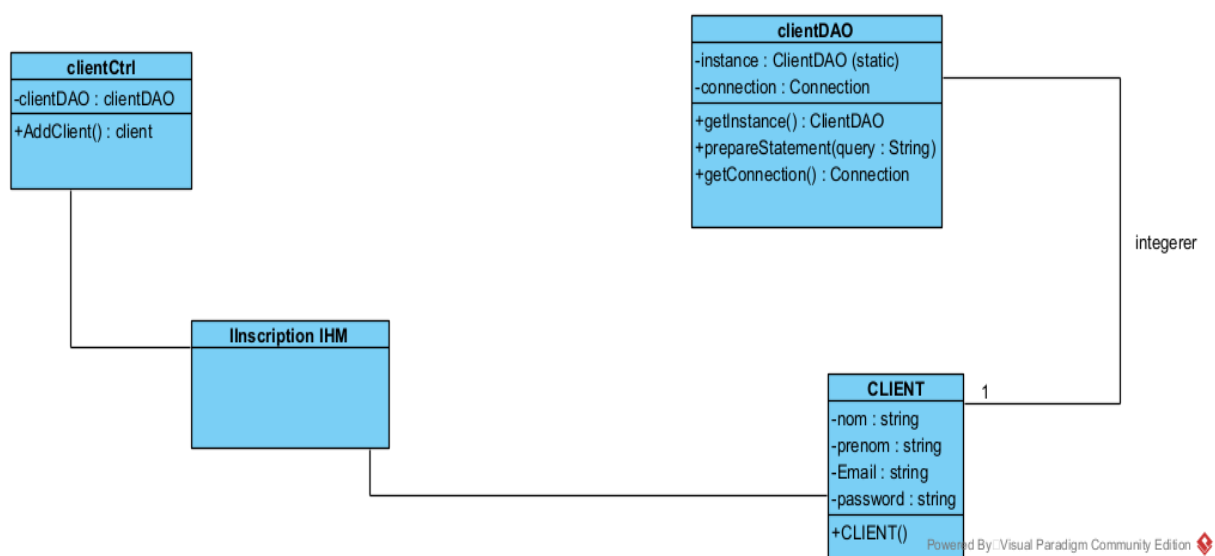 clientCtrl
-clientDAO : clientDAO
+AddClient() : client
clientDAO
-instance : ClientDAO (static)
-connection : Connection
+getInstance() : ClientDAO
+prepareStatement(query : String)
+getConnection() : Connection
integerer
IInscription IHM
1
CLIENT
-nom : string
-prenom : string
-Email : string
-password : string
+CLIENT()
Powered By Visual Paradigm Community Edition